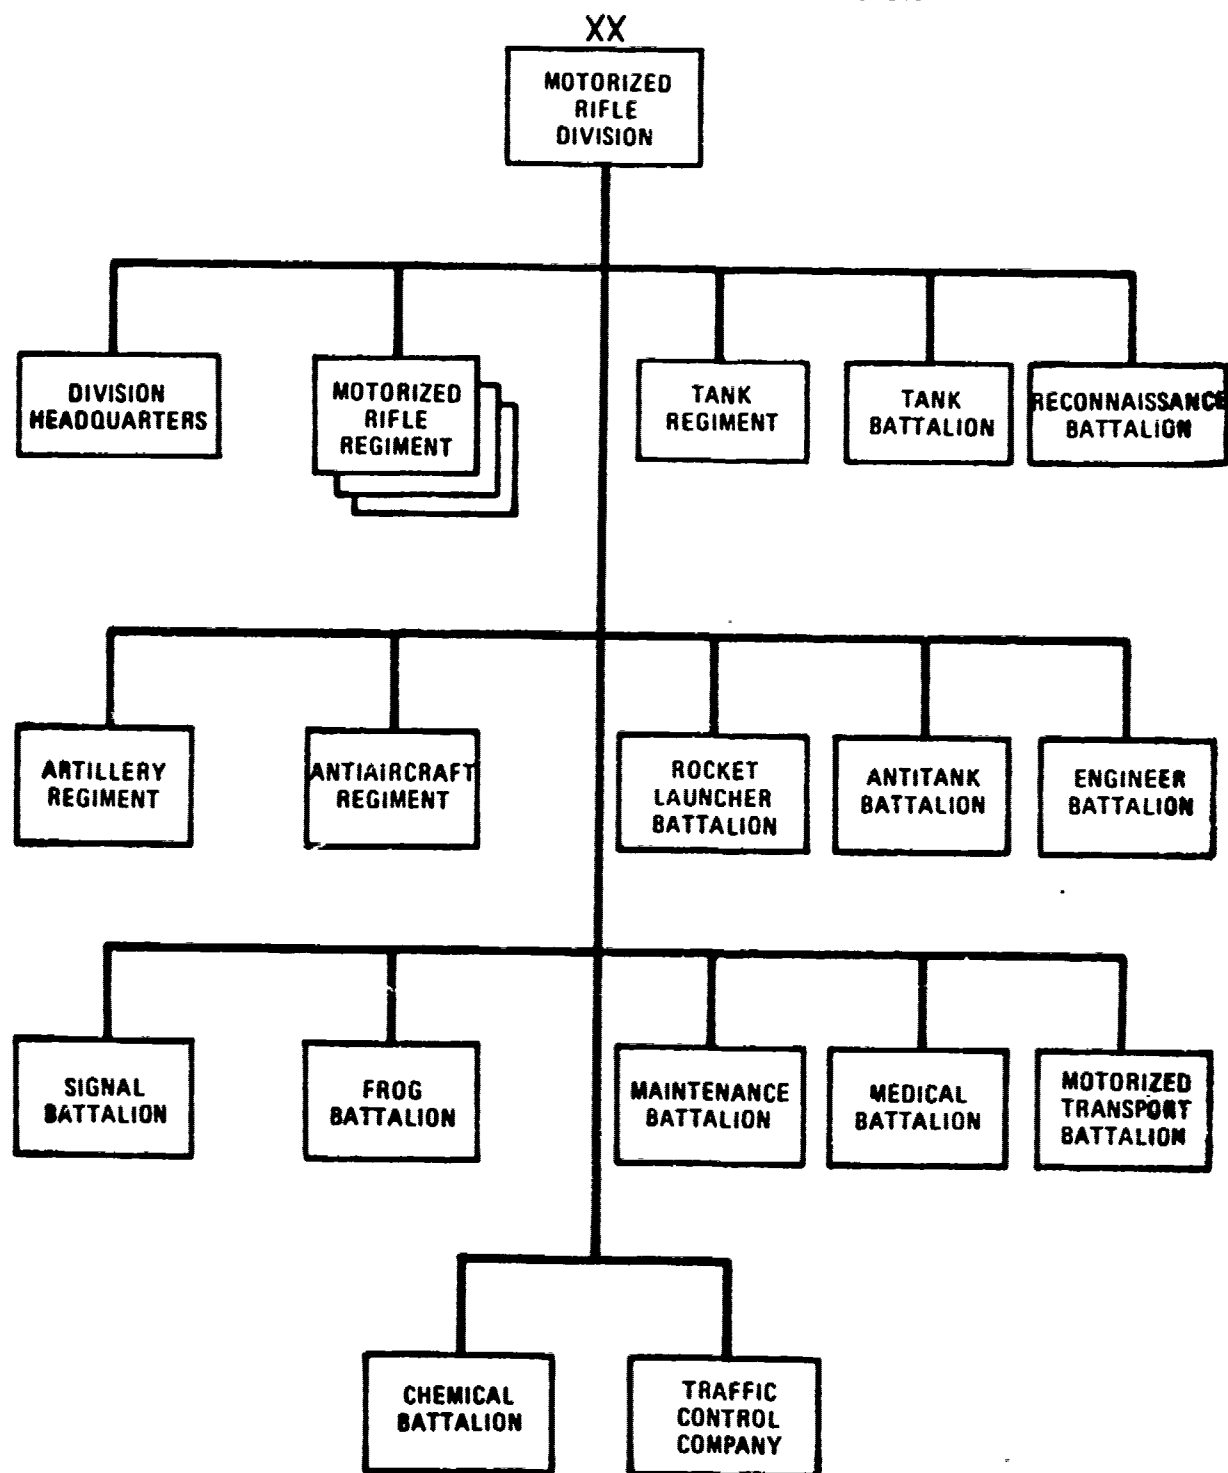 XX
MOTORIZED
RIFLE
DIVISION
DIVISION
HEADQUARTERS
MOTORIZED
RIFLE
REGIMENT
TANK
REGIMENT
TANK
BATTALION
RECONNAISSANCE
BATTALION
ARTILLERY
REGIMENT
ANTIAIRCRAFT
REGIMENT
ROCKET
LAUNCHER
BATTALION
ANTITANK
BATTALION
ENGINEER
BATTALION
SIGNAL
BATTALION
FROG
BATTALION
MAINTENANCE
BATTALION
MEDICAL
BATTALION
MOTORIZED
TRANSPORT
BATTALION
CHEMICAL
BATTALION
TRAFFIC
CONTROL
COMPANY